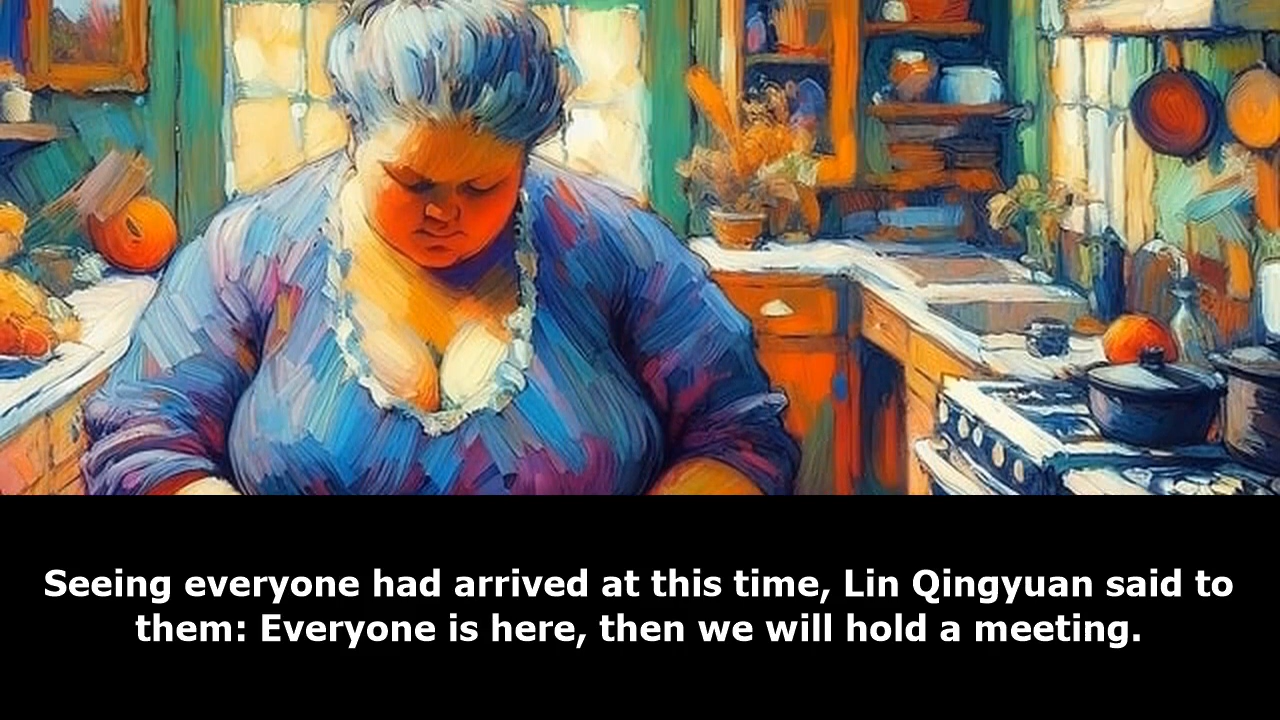 Seeing everyone had arrived at this time, Lin Qingyuan said to
them: Everyone is here, then we will hold a meeting.